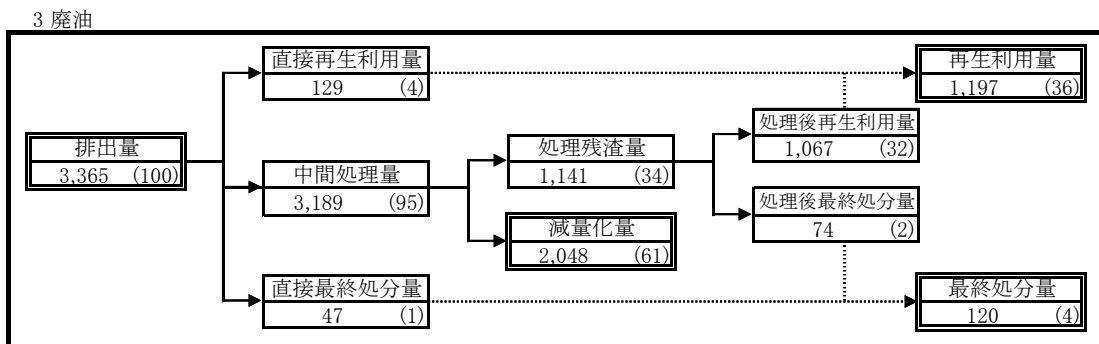 3 廃油
直接再生利用量
129 (4)
再生利用量
1,197 (36)
排出量
3,365 (100)
中間処理量
3,189 (95)
処理残渣量
1,141 (34)
処理後再生利用量
1,067 (32)
減量化量
2,048 (61)
処理後最終処分量
74 (2)
直接最終処分量
47 (1)
最終処分量
120 (4)